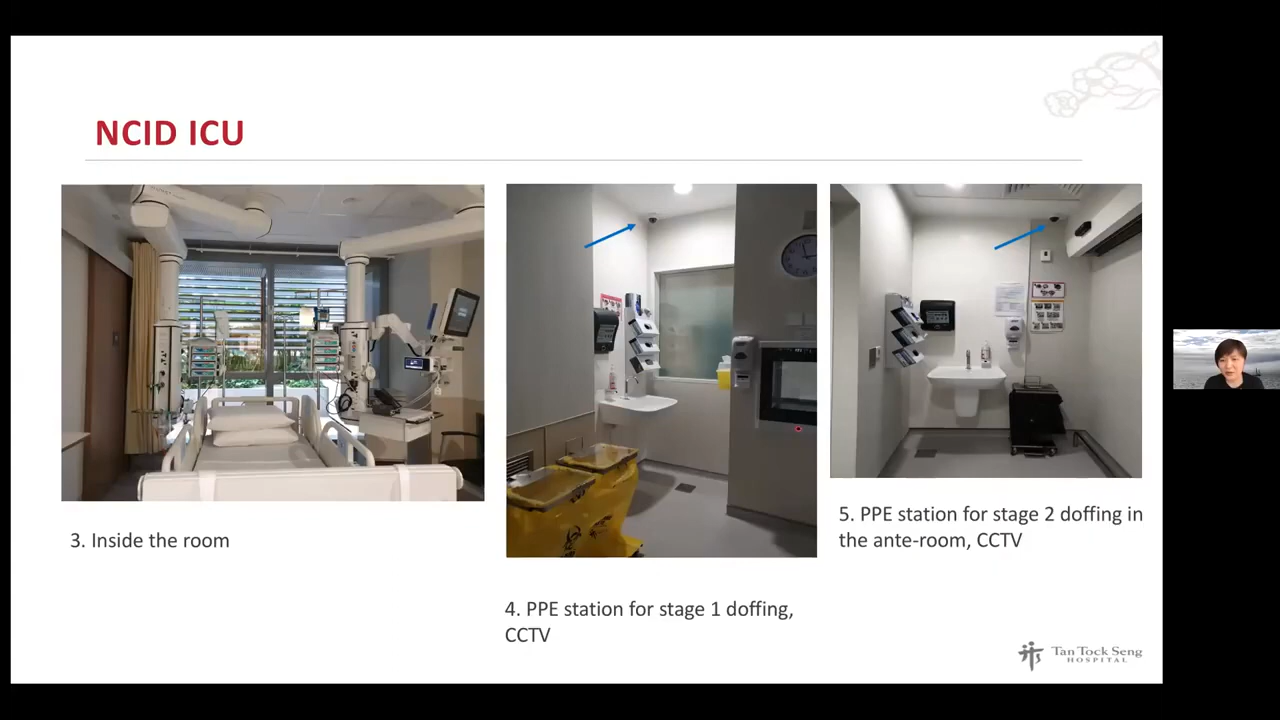 NCID ICU
3. Inside the room
4. PPE station for stage 1 doffing,
CCTV
5. PPE station for stage 2 doffing in
the ante-room, CCTV
Tan Tock Seng
HOSPITAL